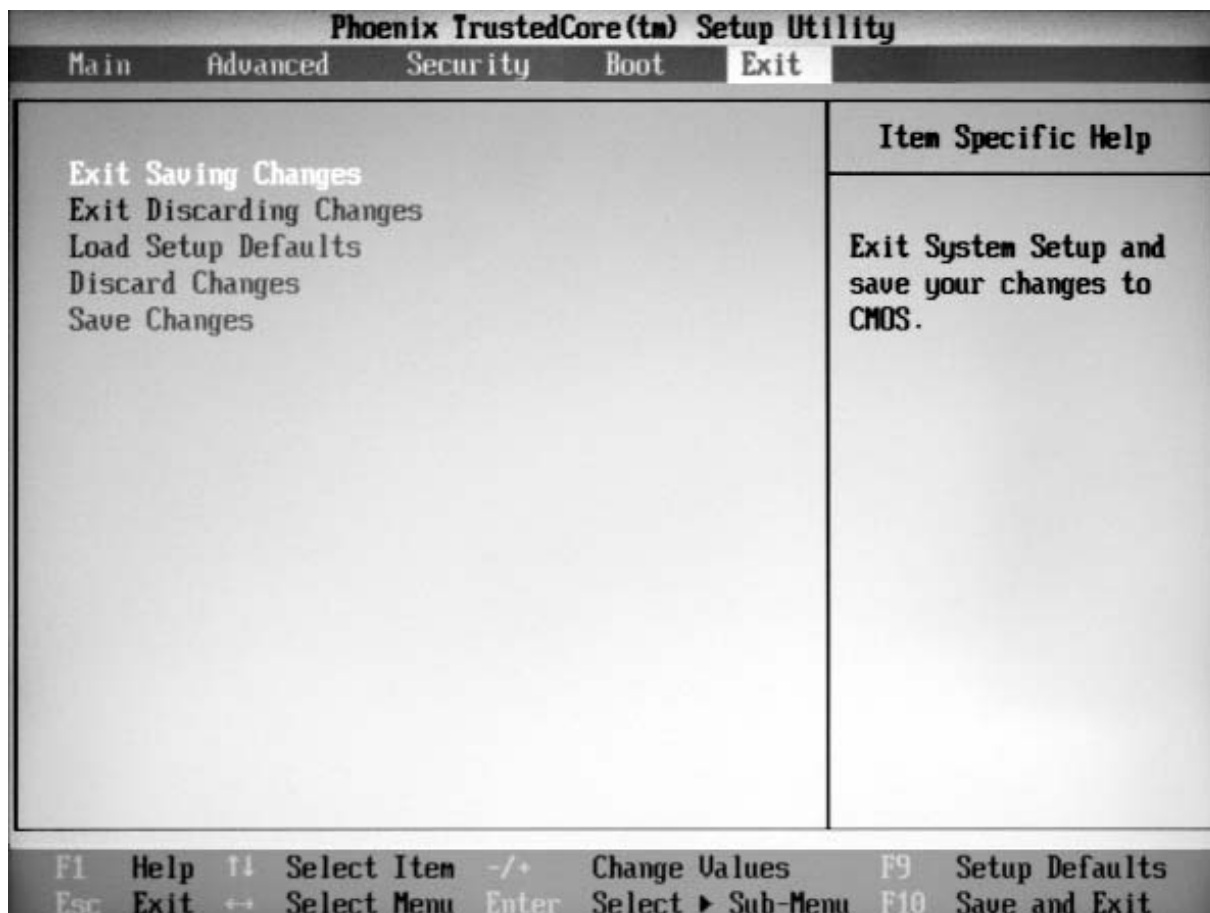 Phoenix TrustedCore(tm) Setup Utility
Main Advanced Security Boot Exit
Item Specific Help
Exit Saving Changes
Exit Discarding Changes
Load Setup Defaults
Discard Changes
Save Changes
Exit System Setup and
save your changes to
CMOS.
F1 Help ↑↓ Select Item -/+ Change Values F9 Setup Defaults
Esc Exit ↔ Select Menu Enter Select ▶ Sub-Menu F10 Save and Exit